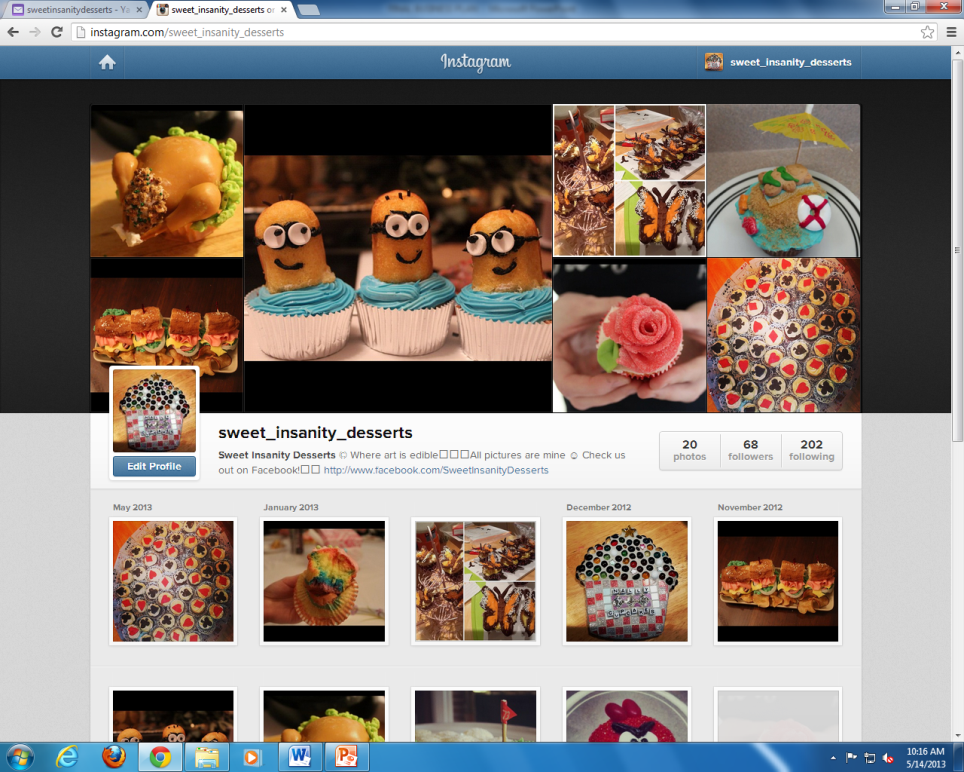 sweetinsanitydesserts - Ya
sweet_insanity_desserts on
instagram.com/sweet_insanity_desserts
Instagram
sweet_insanity_desserts
Edit Profile
sweet_insanity_desserts
Sweet Insanity Desserts © Where art is edible□□□All pictures are mine ☺ Check us
out on Facebook!□□ http://www.facebook.com/SweetInsanityDesserts
20
photos
68
followers
202
following
May 2013
January 2013
December 2012
November 2012
10:16 AM
5/14/2013